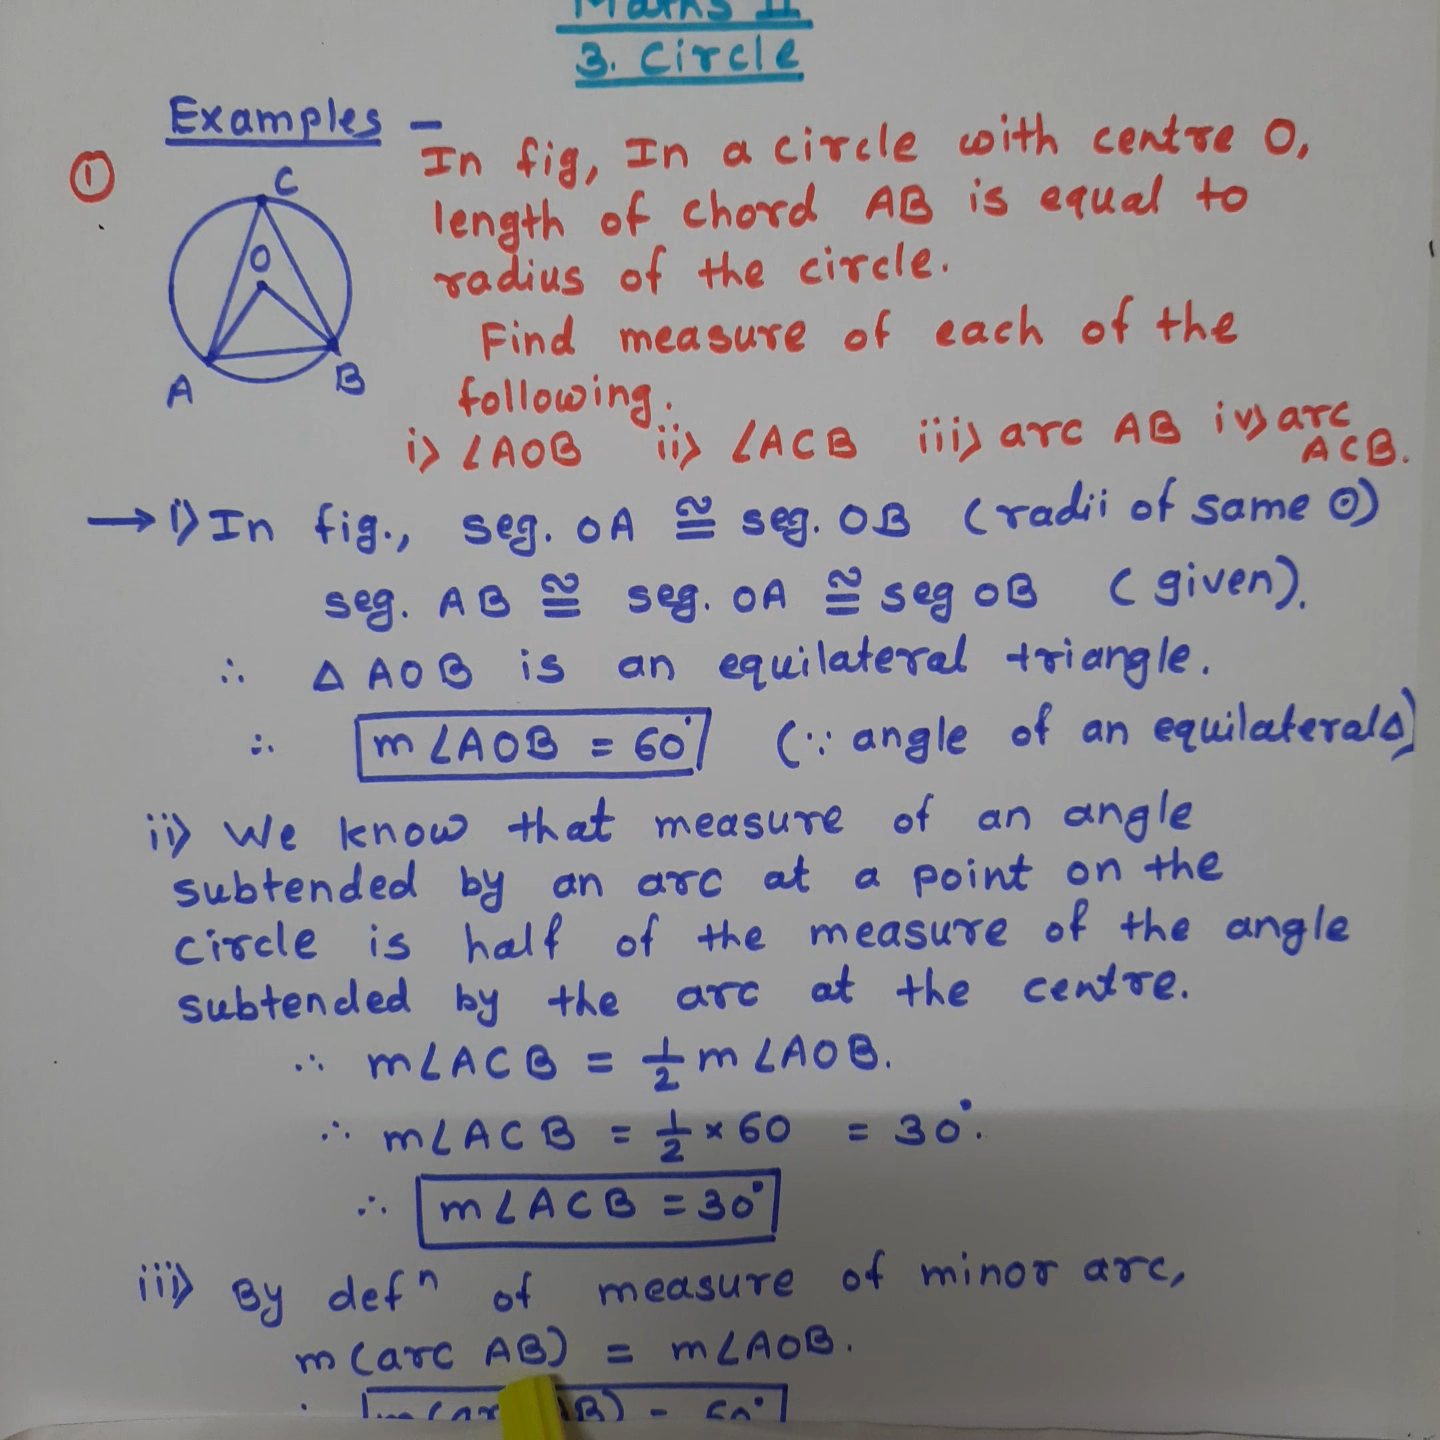 Maths II
3. Circle
Examples -
① In fig, In a circle with centre O,
length of chord AB is equal to
radius of the circle.
Find measure of each of the
following.
i) ∠AOB ii) ∠ACB iii) arc AB iv) arc
ACB.
C
O
A
B
→ i) In fig., seg. OA ≅ seg. OB (radii of same ⊙)
seg. AB ≅ seg. OA ≅ seg OB (given).
∴ △ AOB is an equilateral triangle.
∴ m∠AOB = 60° (∵ angle of an equilateral△)
ii) We know that measure of an angle
subtended by an arc at a point on the
circle is half of the measure of the angle
subtended by the arc at the centre.
∴ m∠ACB = 1/2 m∠AOB.
∴ m∠ACB = 1/2 × 60 = 30°.
∴ m∠ACB = 30°
iii) By defⁿ of measure of minor arc,
m(arc AB) = m∠AOB.